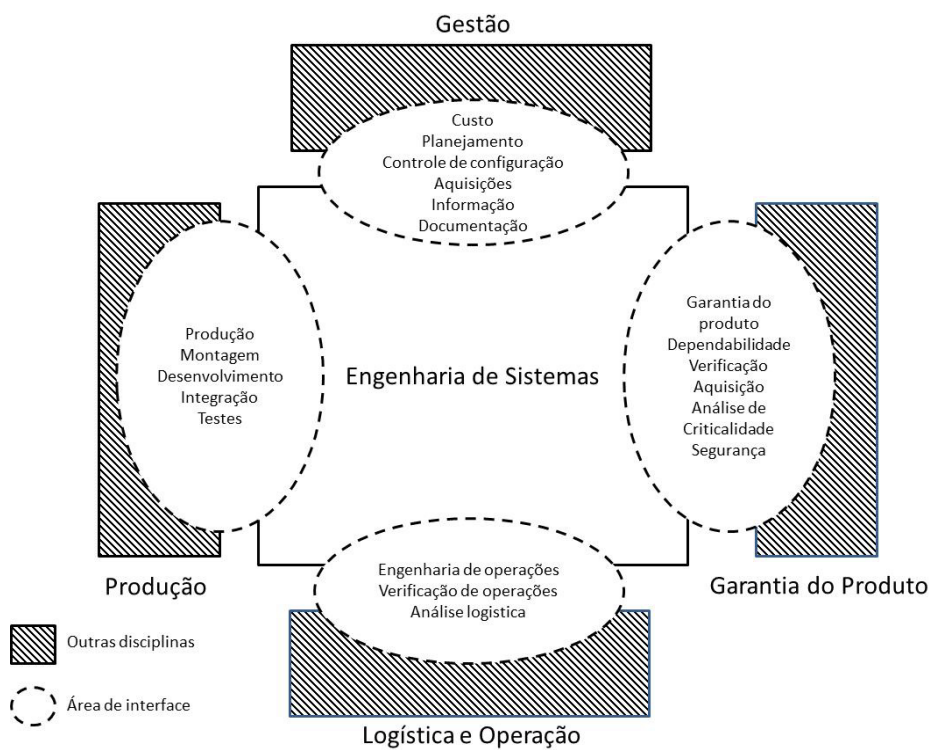 Gestão
Custo
Planejamento
Controle de configuração
Aquisições
Informação
Documentação
Produção
Montagem
Desenvolvimento
Integração
Testes
Engenharia de Sistemas
Garantia do
produto
Dependabilidade
Verificação
Aquisição
Análise de
Criticalidade
Segurança
Engenharia de operações
Verificação de operações
Análise logistica
Produção
Garantia do Produto
Outras disciplinas
Área de interface
Logística e Operação